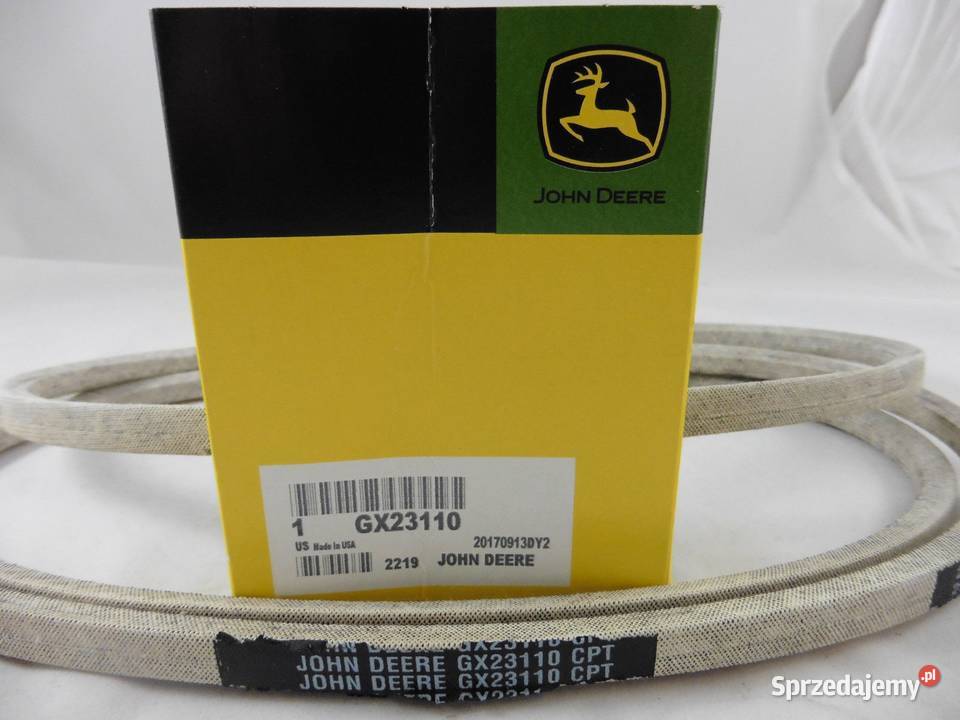 JOHN DEERE
1 GX23110
US Made in USA 20170913DY2
2219 JOHN DEERE
JOHN DEERE GX23110 CPT
JOHN DEERE GX23110 CPT
Sprzedajemy.pl